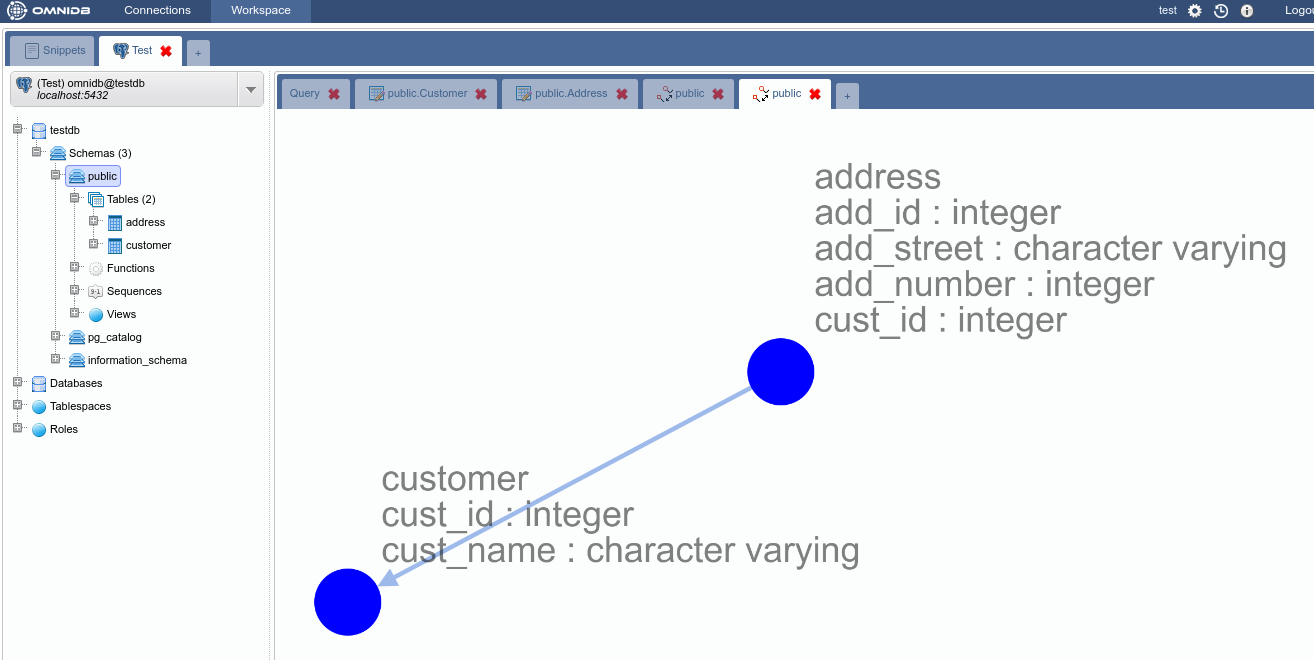 OMNIDB Connections Workspace test Logou
Snippets Test +
(Test) omnidb@testdb
localhost:5432
Query public.Customer public.Address public public +
testdb
Schemas (3)
public
Tables (2)
address
customer
Functions
Sequences
Views
pg_catalog
information_schema
Databases
Tablespaces
Roles
address
add_id : integer
add_street : character varying
add_number : integer
cust_id : integer
customer
cust_id : integer
cust_name : character varying